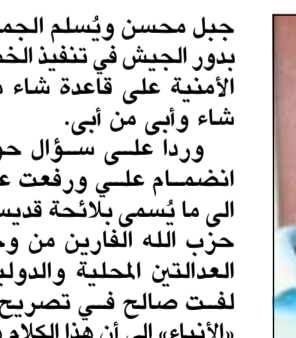 جبل محسن ويُسلم الجم
بدور الجيش في تنفيذ الخ
الأمنية على قاعدة شاء م
شاء وأبى من أبى.
وردا على سؤال حو
انضمام علي ورفعت ع
الى ما يُسمى بلائحة قديس
حزب الله الفارين من وج
العدالتين المحلية والدولي
لفت صالح في تصريح
«الأنباء» إلى أن هذا الكلام